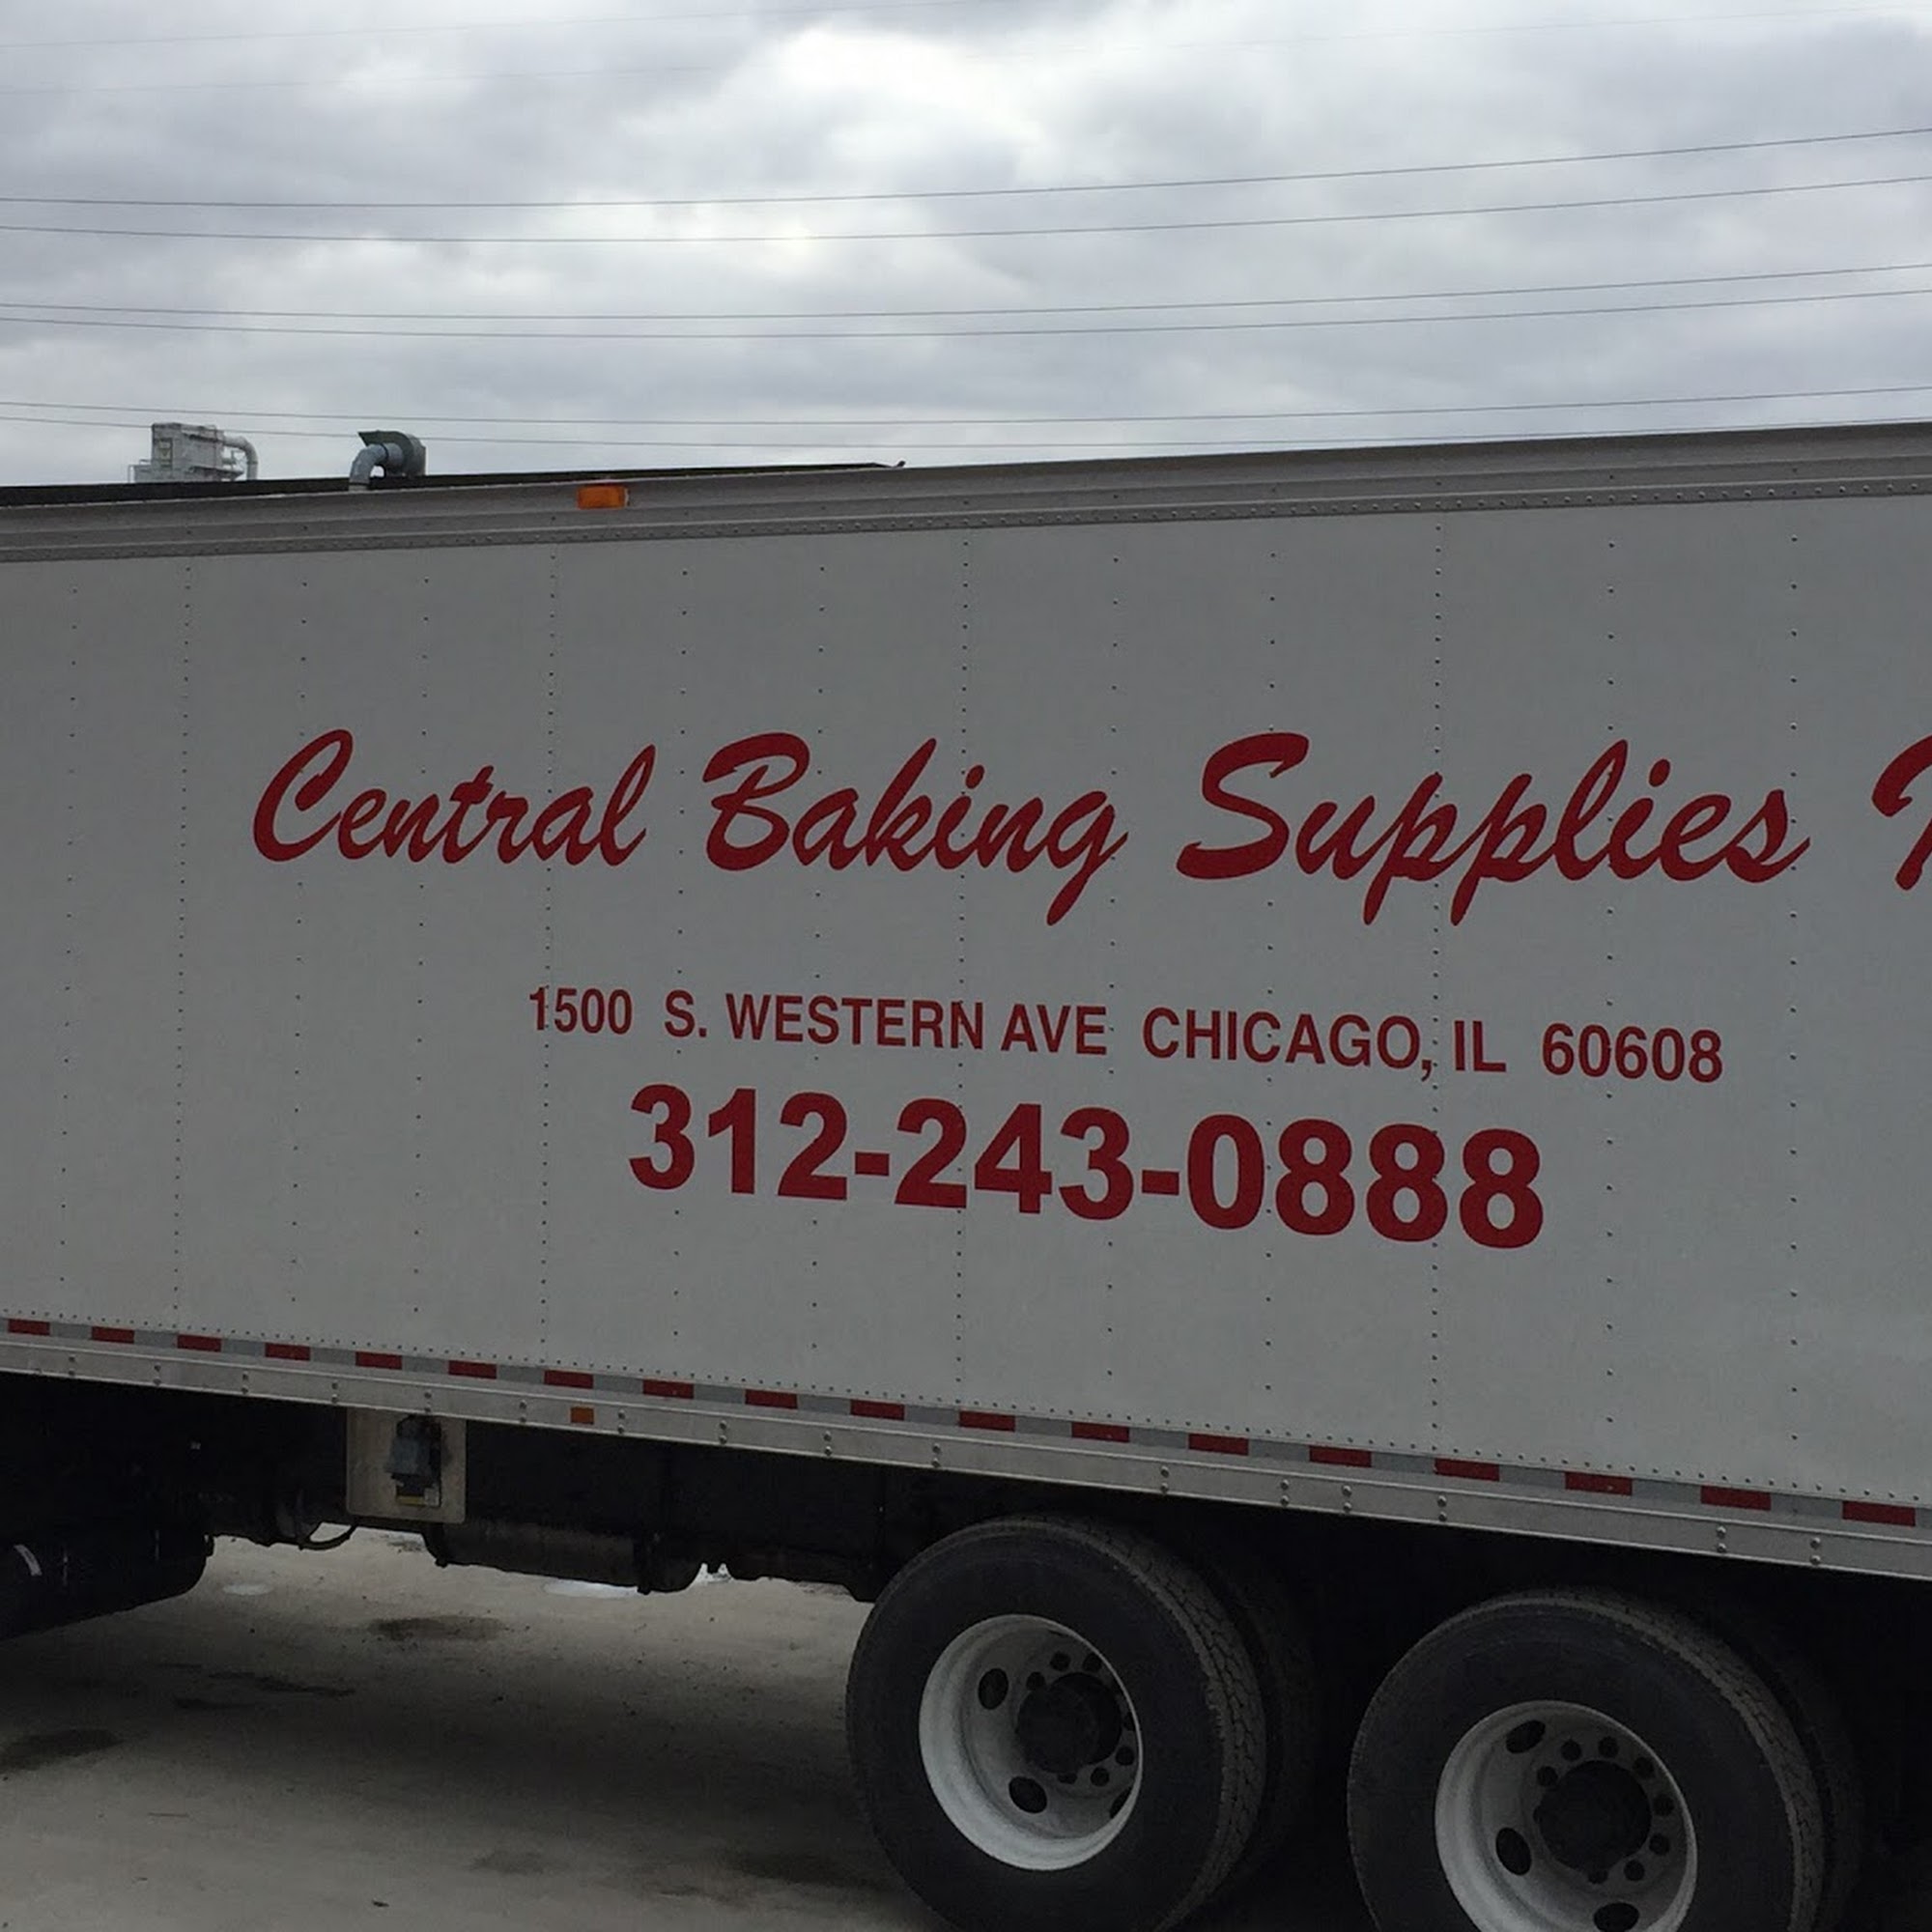 Central Baking Supplies
1500 S. WESTERN AVE CHICAGO, IL 60608
312-243-0888